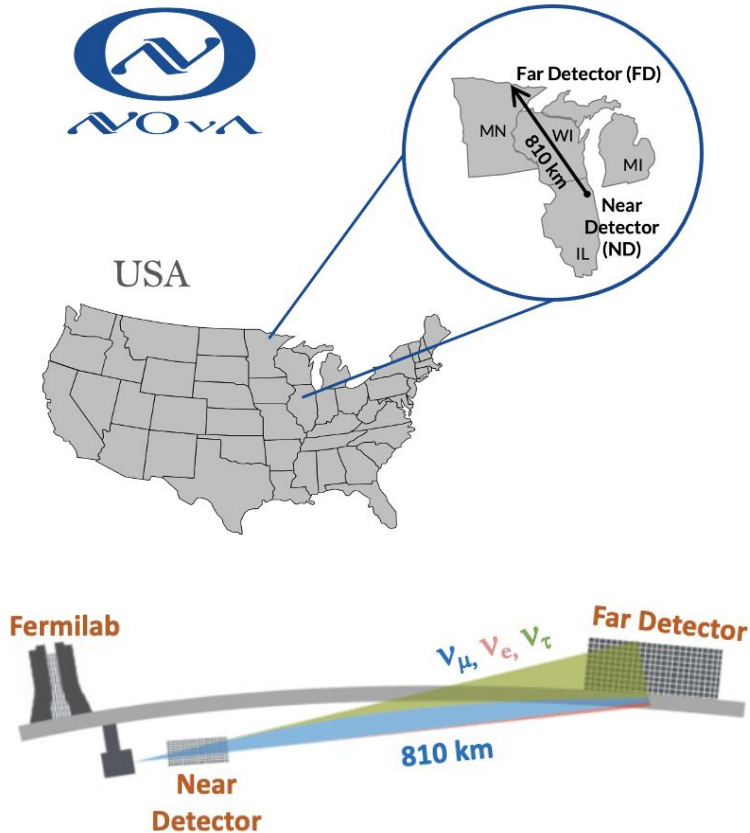 NOνA
Far Detector (FD)
MN
WI
810 km
MI
Near
Detector
(ND)
IL
USA
Fermilab
Far Detector
νμ, νe, ντ
810 km
Near
Detector